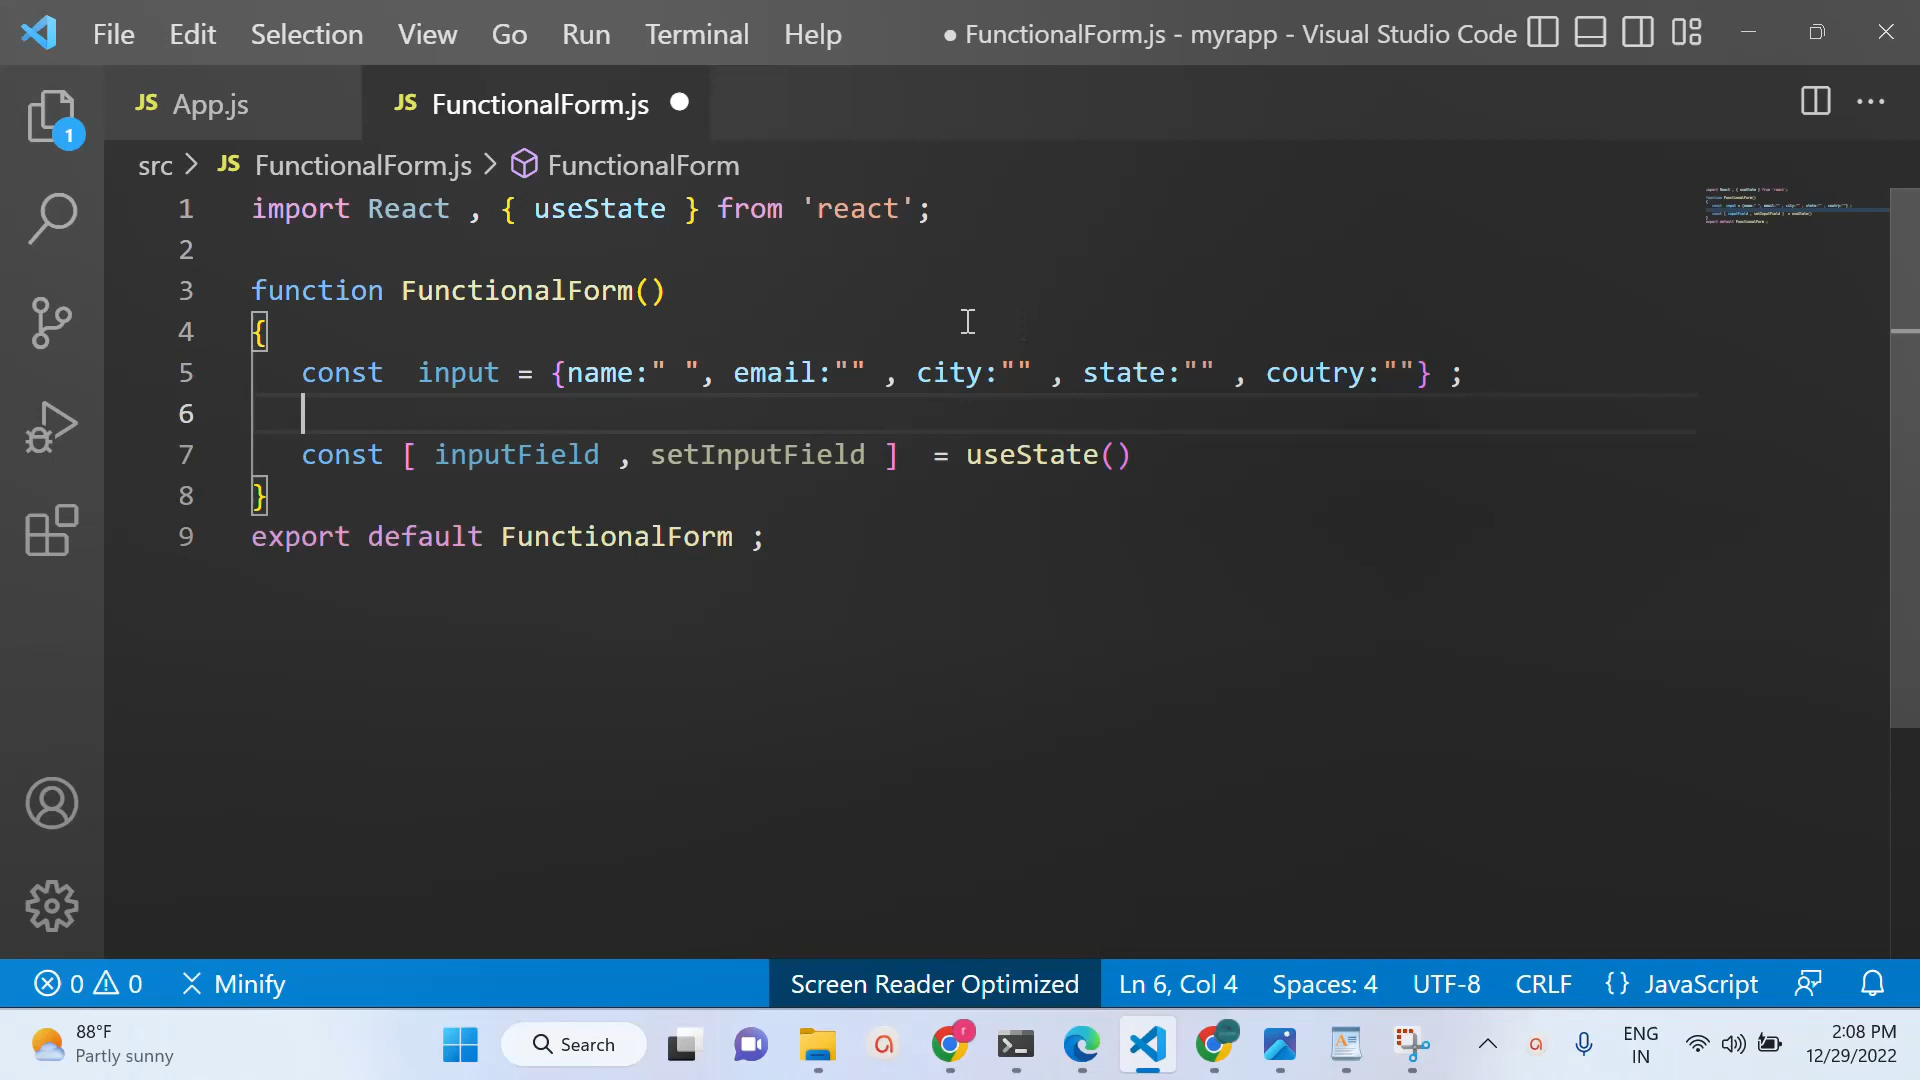 File Edit Selection View Go Run Terminal Help ● FunctionalForm.js - myrapp - Visual Studio Code
JS App.js JS FunctionalForm.js
src > JS FunctionalForm.js > FunctionalForm
1 import React , { useState } from 'react';
2
3 function FunctionalForm()
4 {
5 const  input = {name:" ", email:"" , city:"" , state:"" , coutry:""} ;
6
7 const [ inputField , setInputField ]  = useState()
8 }
9 export default FunctionalForm ;
1
0 0 Minify Screen Reader Optimized Ln 6, Col 4 Spaces: 4 UTF-8 CRLF {} JavaScript
88°F
Partly sunny
Search
ENG
IN
2:08 PM
12/29/2022